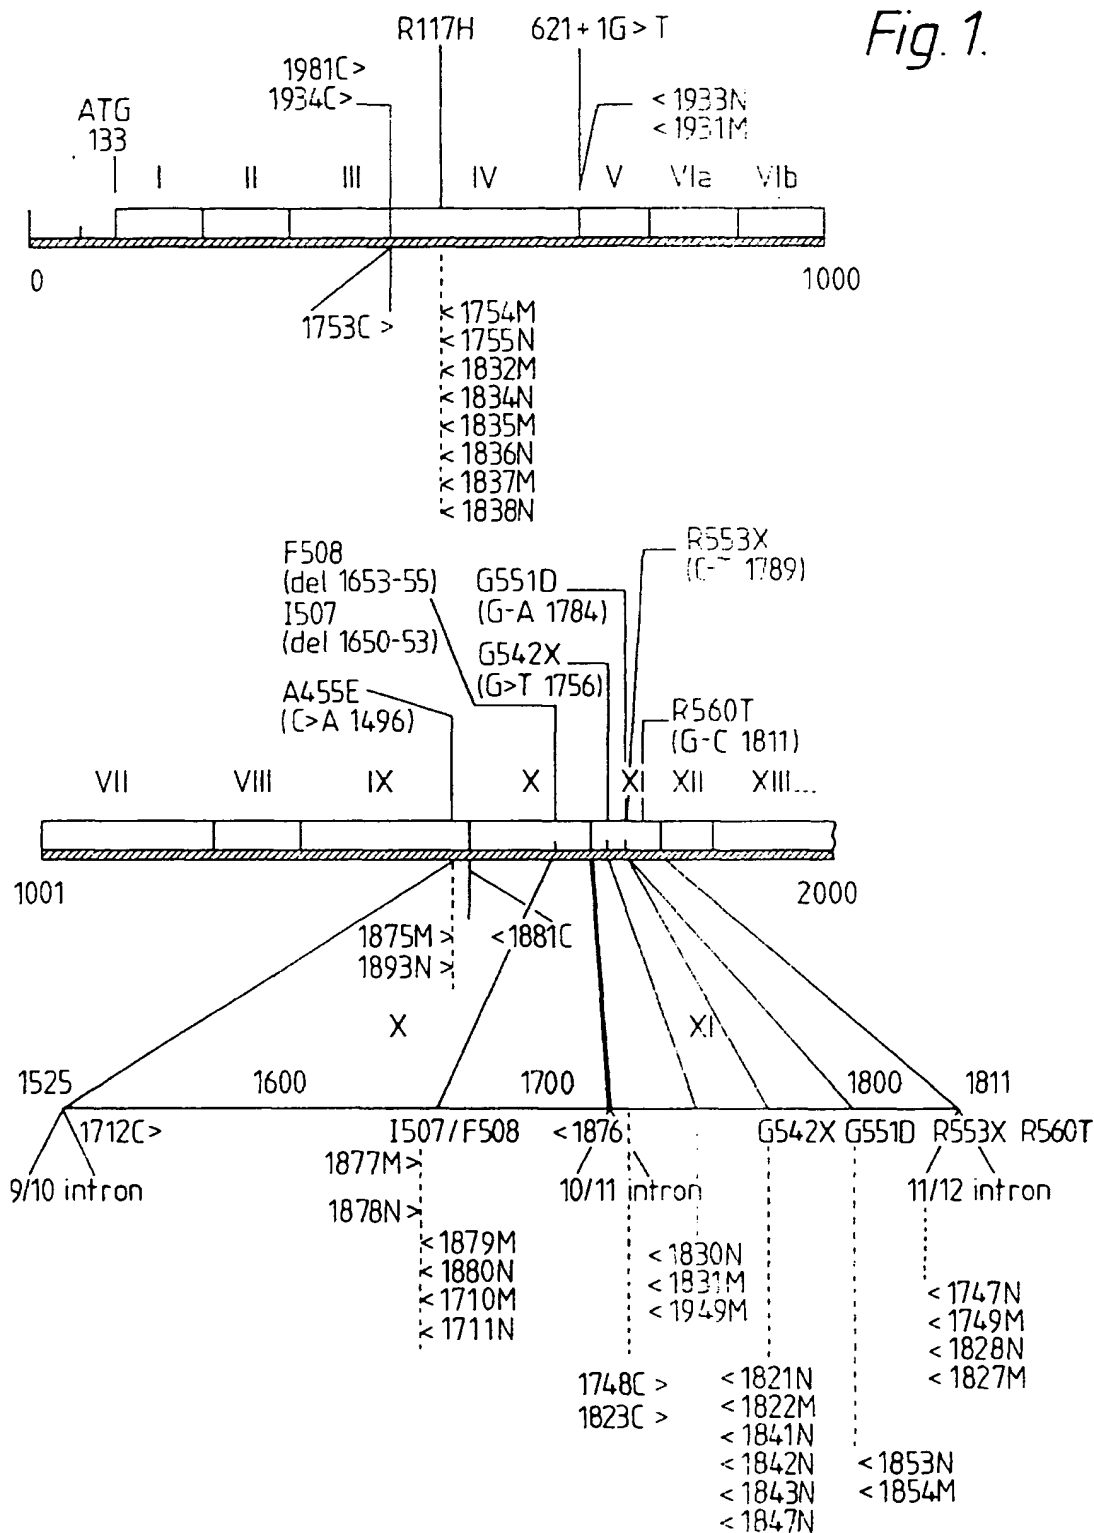 Fig. 1.
R117H
621+1G>T
1981C>
1934C>
<1933N
<1931M
ATG
133
I II III IV V VIa VIb
0 1000
1753C >
<1754M
<1755N
<1832M
<1834N
<1835M
<1836N
<1837M
<1838N
F508
(del 1653-55)
I507
(del 1650-53)
G551D
(G-A 1784)
R553X
(C-T 1789)
G542X
(G>T 1756)
A455E
(C>A 1496)
R560T
(G-C 1811)
VII VIII IX X XI XII XIII...
1001 2000
1875M >
1893N >
<1881C
X XI
1525 1600 1700 1800 1811
1712C> I507/F508 <1876 G542X G551D R553X R560T
9/10 intron 10/11 intron 11/12 intron
1877M>
1878N>
<1879M
<1880N
<1710M
<1711N
<1830N
<1831M
<1949M
1748C >
1823C >
<1821N
<1822M
<1841N
<1842N
<1843N
<1847N
<1853N
<1854M
<1747N
<1749M
<1828N
<1827M